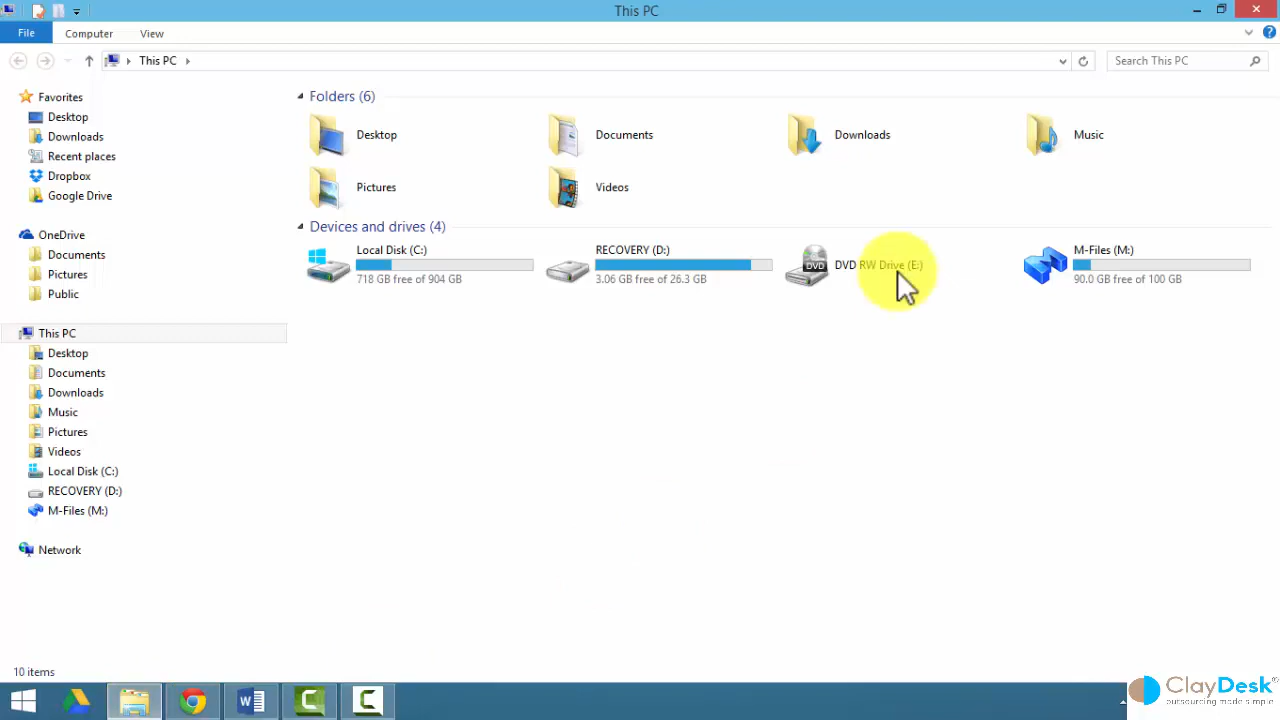 This PC
File Computer View
This PC
Search This PC
Favorites
Desktop
Downloads
Recent places
Dropbox
Google Drive
OneDrive
Documents
Pictures
Public
This PC
Desktop
Documents
Downloads
Music
Pictures
Videos
Local Disk (C:)
RECOVERY (D:)
M-Files (M:)
Network
Folders (6)
Desktop
Documents
Downloads
Music
Pictures
Videos
Devices and drives (4)
Local Disk (C:)
718 GB free of 904 GB
RECOVERY (D:)
3.06 GB free of 26.3 GB
DVD
DVD RW Drive (E:)
M-Files (M:)
90.0 GB free of 100 GB
10 items
ClayDesk
outsourcing made simple